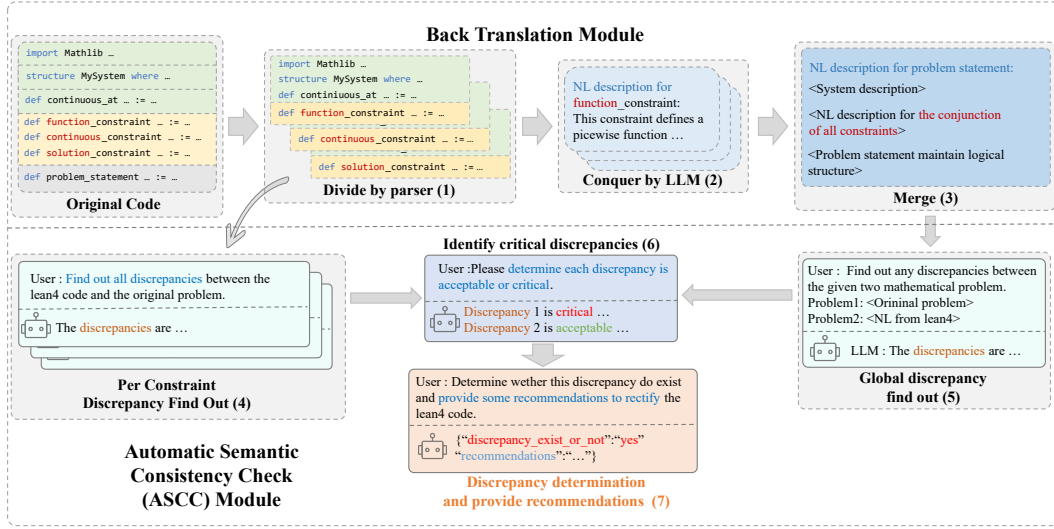 Back Translation Module
import Mathlib …
structure MySystem where …
def continuous_at … := …
def function_constraint … := …
def continuous_constraint … := …
def solution_constraint … := …
def problem_statement … := …
Original Code
import Mathlib …
structure MySystem where …
def continiuous_at … := …
def function_constraint … := …
def continuous_constraint … := …
def solution_constraint … := …
Divide by parser (1)
NL description for
function_constraint:
This constraint defines a
picewise function …
Conquer by LLM (2)
NL description for problem statement:
<System description>
<NL description for the conjunction
of all constraints>
<Problem statement maintain logical
structure>
Merge (3)
User : Find out all discrepancies between the
lean4 code and the original problem.
The discrepancies are …
Per Constraint
Discrepancy Find Out (4)
Identify critical discrepancies (6)
User :Please determine each discrepancy is
acceptable or critical.
Discrepancy 1 is critical …
Discrepancy 2 is acceptable …
User : Find out any discrepancies between
the given two mathematical problem.
Problem1: <Orininal problem>
Problem2: <NL from lean4>
LLM : The discrepancies are …
Global discrepancy
find out (5)
User : Determine wether this discrepancy do exist
and provide some recommendations to rectify the
lean4 code.
{“discrepancy_exist_or_not”:“yes”
“recommendations”:“…”}
Discrepancy determination
and provide recommendations (7)
Automatic Semantic
Consistency Check
(ASCC) Module